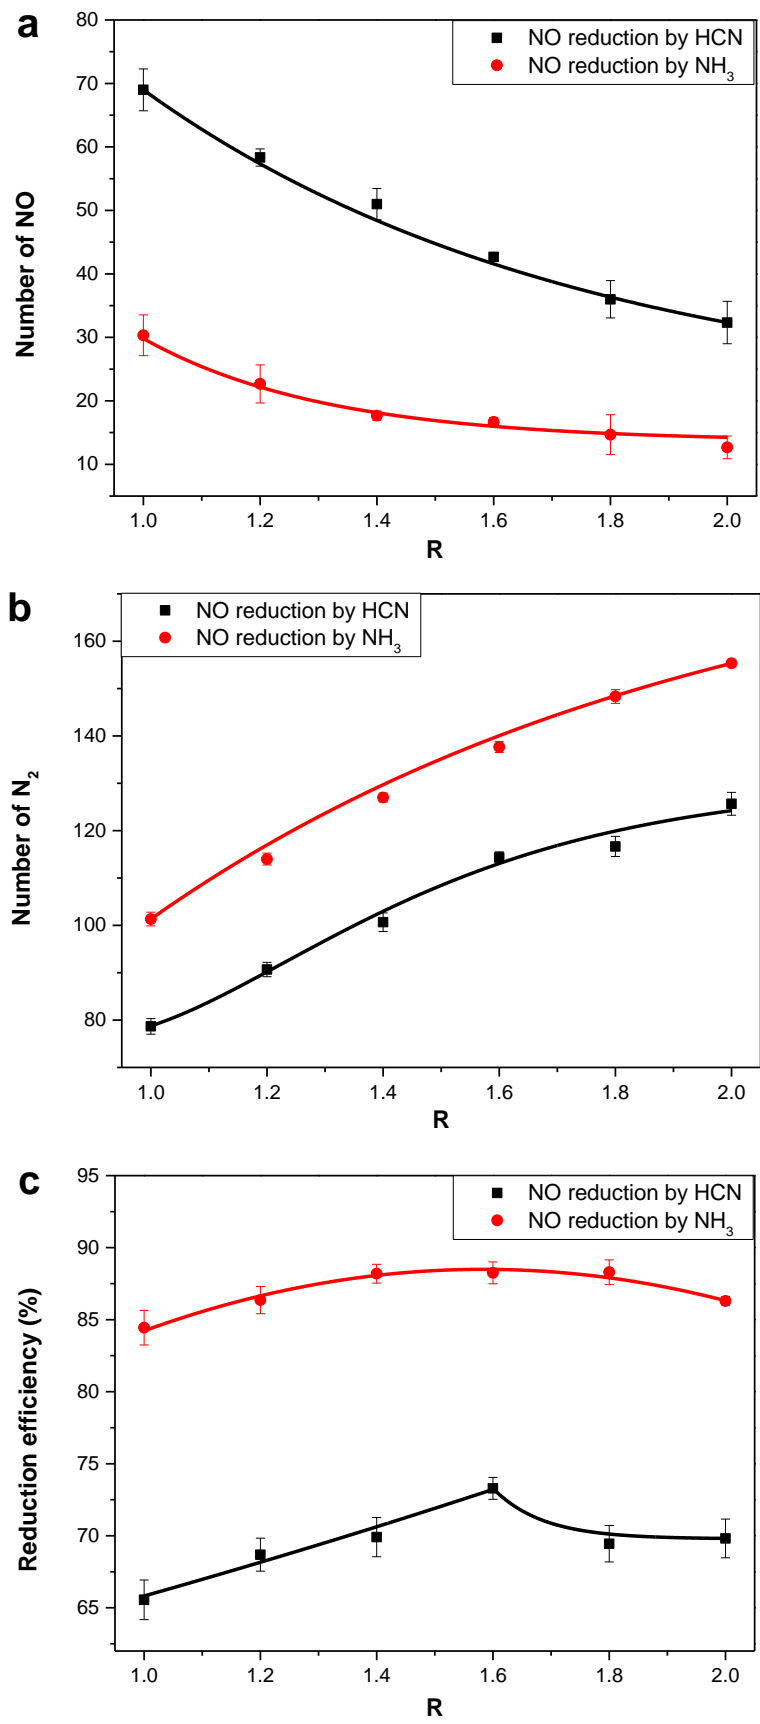 a
NO reduction by HCN
NO reduction by NH₃
Number of NO
80
70
60
50
40
30
20
10
1.0 1.2 1.4 1.6 1.8 2.0
R
b
NO reduction by HCN
NO reduction by NH₃
Number of N₂
160
140
120
100
80
1.0 1.2 1.4 1.6 1.8 2.0
R
c
NO reduction by HCN
NO reduction by NH₃
Reduction efficiency (%)
95
90
85
80
75
70
65
1.0 1.2 1.4 1.6 1.8 2.0
R